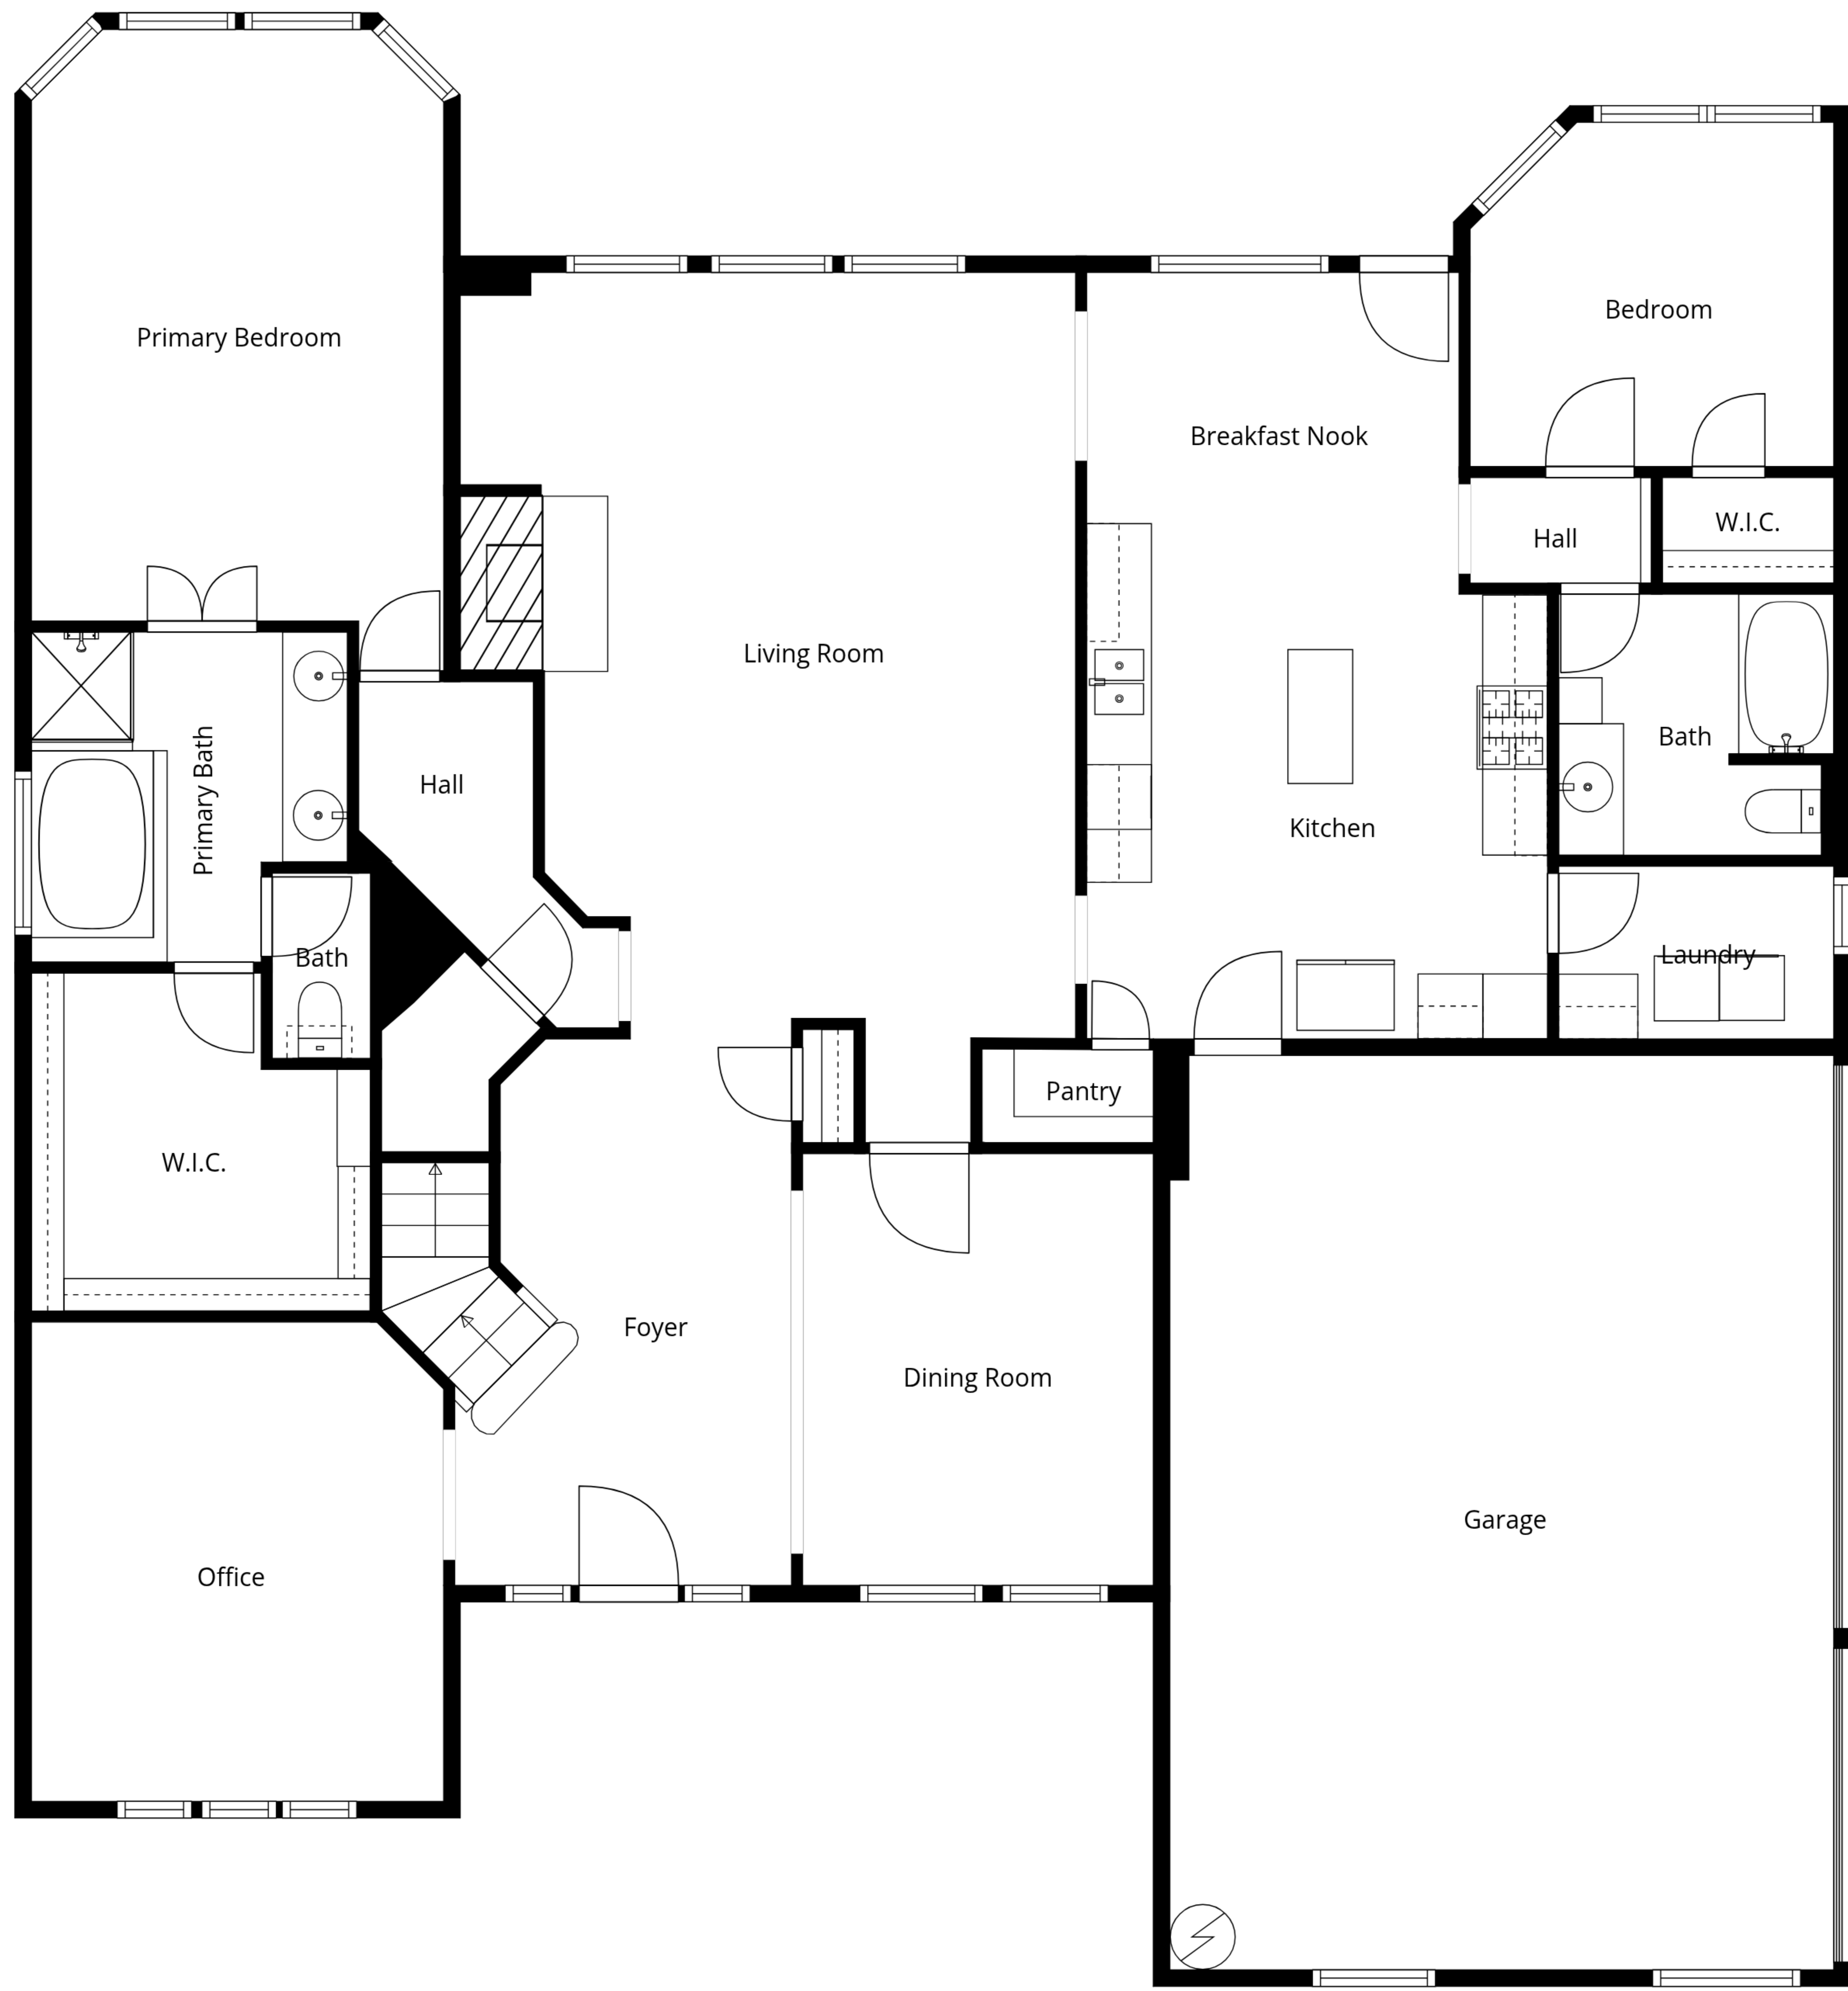 Primary Bedroom
Bedroom
Breakfast Nook
W.I.C.
Hall
Living Room
Bath
Hall
Primary Bath
Kitchen
Bath
Laundry
Pantry
W.I.C.
Foyer
Dining Room
Garage
Office